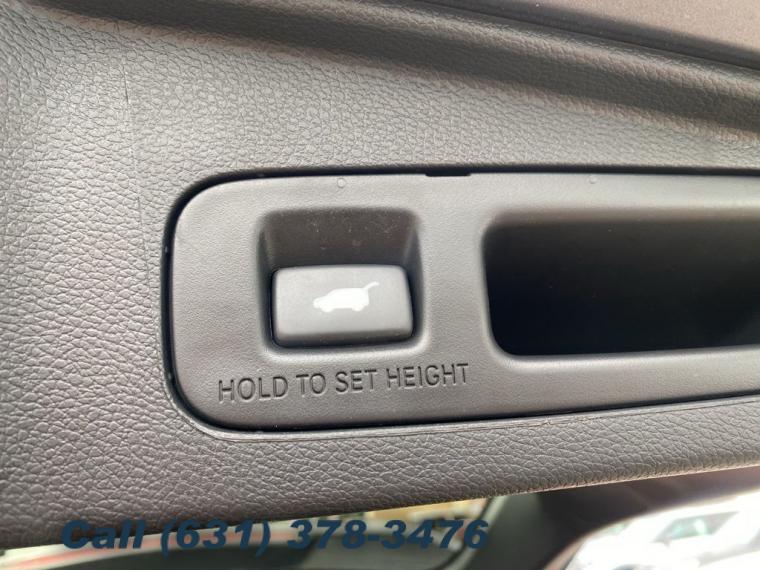 HOLD TO SET HEIGHT
Call (631) 378-3476